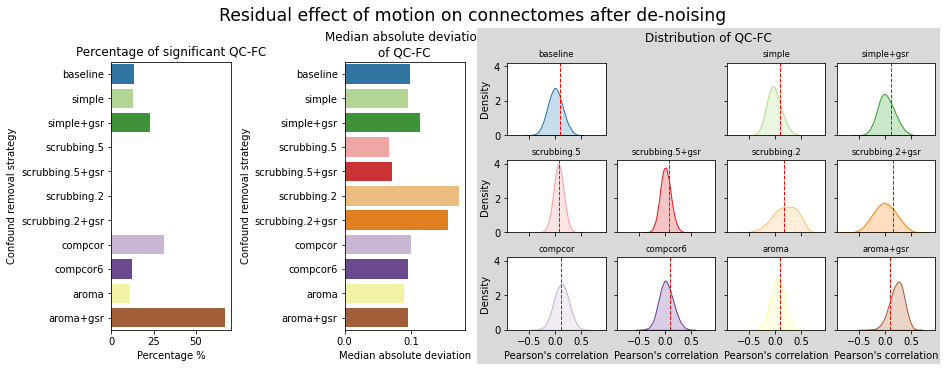 Residual effect of motion on connectomes after de-noising
Percentage of significant QC-FC
Confound removal strategy
baseline
simple
simple+gsr
scrubbing.5
scrubbing.5+gsr
scrubbing.2
scrubbing.2+gsr
compcor
compcor6
aroma
aroma+gsr
0 25 50
Percentage %
Median absolute deviatio
of QC-FC
Confound removal strategy
baseline
simple
simple+gsr
scrubbing.5
scrubbing.5+gsr
scrubbing.2
scrubbing.2+gsr
compcor
compcor6
aroma
aroma+gsr
0.0 0.1
Median absolute deviation
Distribution of QC-FC
baseline simple simple+gsr
4
2
0
Density
scrubbing.5 scrubbing.5+gsr scrubbing.2 scrubbing.2+gsr
4
2
0
Density
compcor compcor6 aroma aroma+gsr
4
2
0
Density
−0.5 0.0 0.5 −0.5 0.0 0.5 −0.5 0.0 0.5 −0.5 0.0 0.5
Pearson's correlation Pearson's correlation Pearson's correlation Pearson's correlation